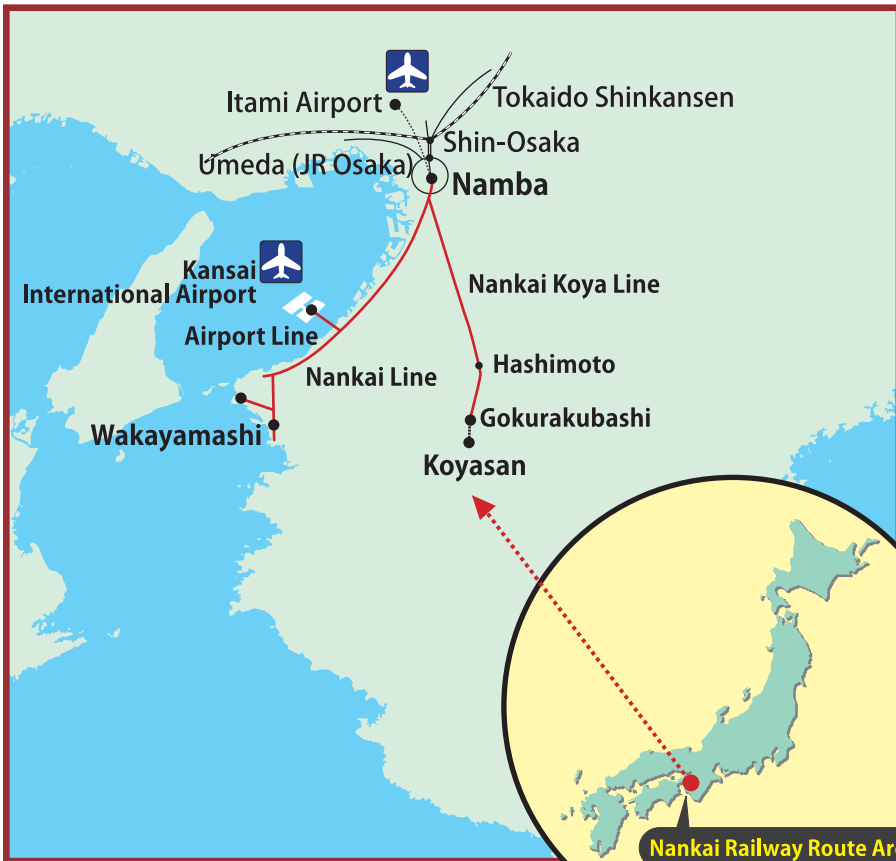 Itami Airport
Tokaido Shinkansen
Shin-Osaka
Umeda (JR Osaka)
Namba
Kansai
International Airport
Nankai Koya Line
Airport Line
Hashimoto
Nankai Line
Gokurakubashi
Wakayamashi
Koyasan
Nankai Railway Route Ar